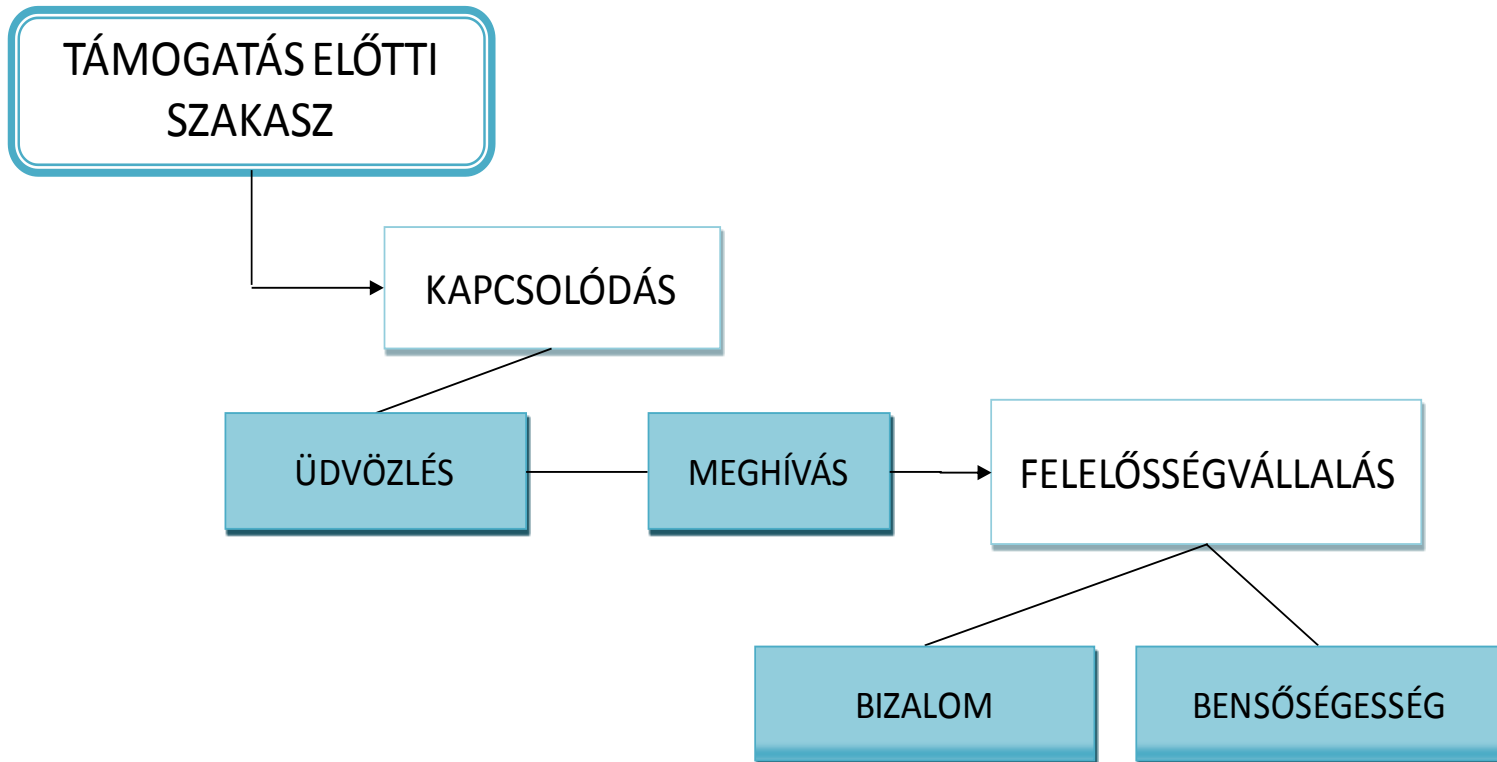 TÁMOGATÁS ELŐTTI
SZAKASZ
KAPCSOLÓDÁS
ÜDVÖZLÉS
MEGHÍVÁS
FELELŐSSÉGVÁLLALÁS
BIZALOM
BENSŐSÉGESSÉG